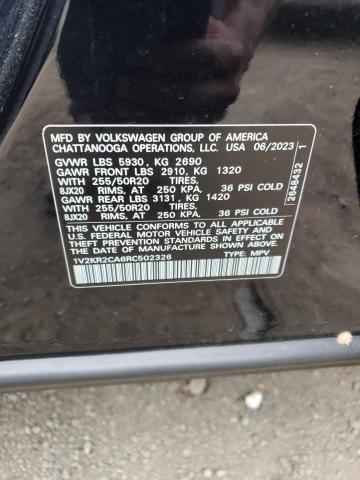 MFD BY VOLKSWAGEN GROUP OF AMERICA
CHATTANOOGA OPERATIONS, LLC. USA 06/2023
GVWR LBS 5930, KG 2690
GAWR FRONT LBS 2910, KG 1320
WITH 255/50R20 TIRES.
8JX20 RIMS, AT 250 KPA, 36 PSI COLD
GAWR REAR LBS 3131, KG 1420
WITH 255/50R20 TIRES.
8JX20 RIMS, AT 250 KPA, 36 PSI COLD
THIS VEHICLE CONFORMS TO ALL APPLICABLE
U.S. FEDERAL MOTOR VEHICLE SAFETY
STANDARDS IN EFFECT ON
THE DATE OF MANUFACTURE SHOWN ABOVE.
1V2KR2CA6RC502326 TYPE: MPV
2648432 1